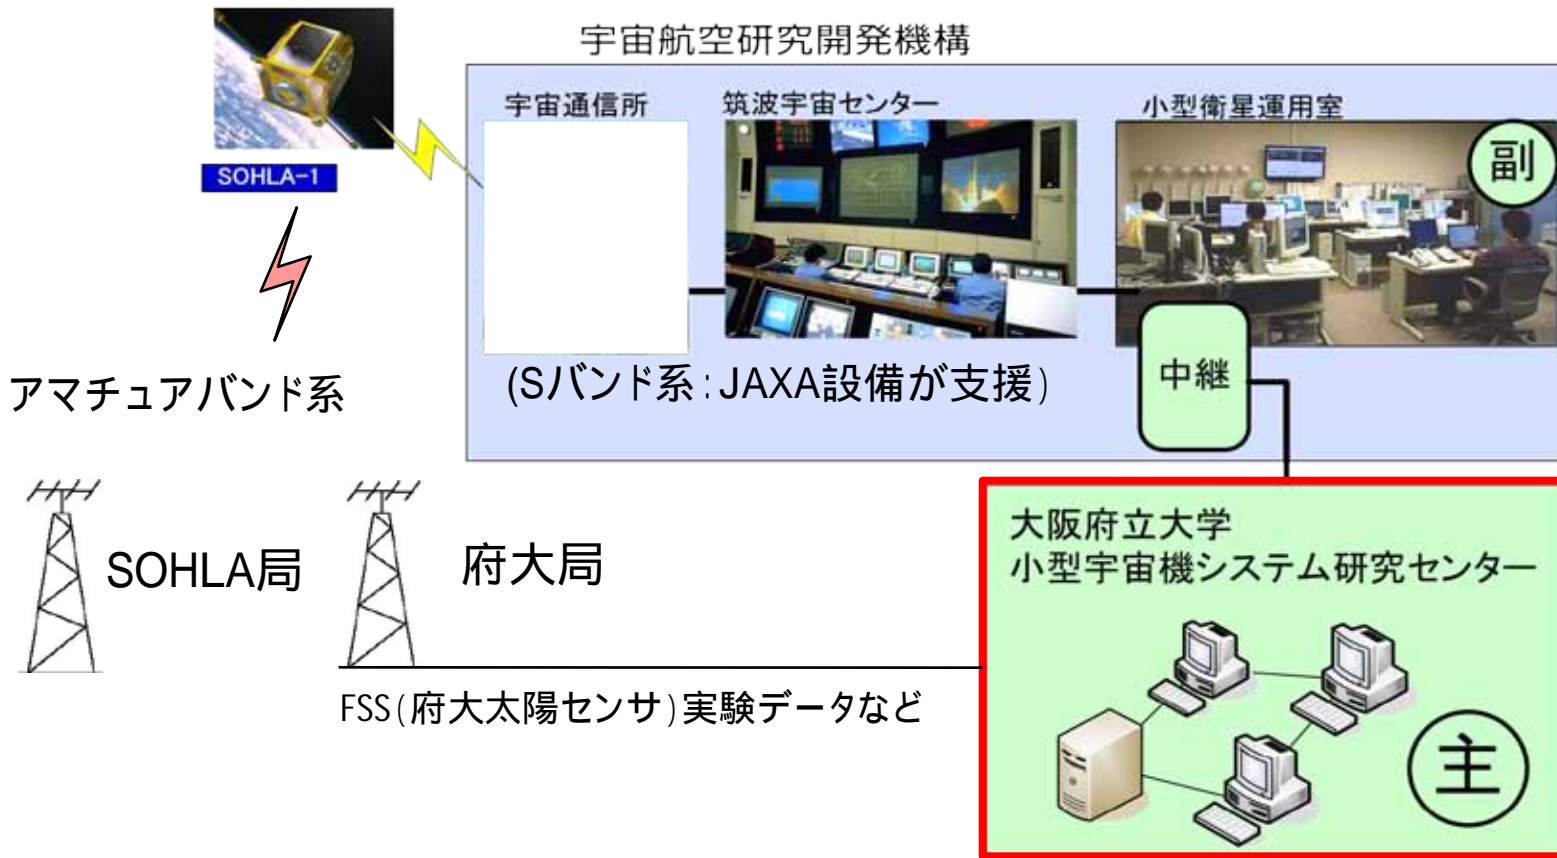 宇宙航空研究開発機構
宇宙通信所
筑波宇宙センター
小型衛星運用室
副
SOHLA-1
(Sバンド系:JAXA設備が支援)
中継
アマチュアバンド系
SOHLA局
府大局
FSS(府大太陽センサ)実験データなど
大阪府立大学
小型宇宙機システム研究センター
主